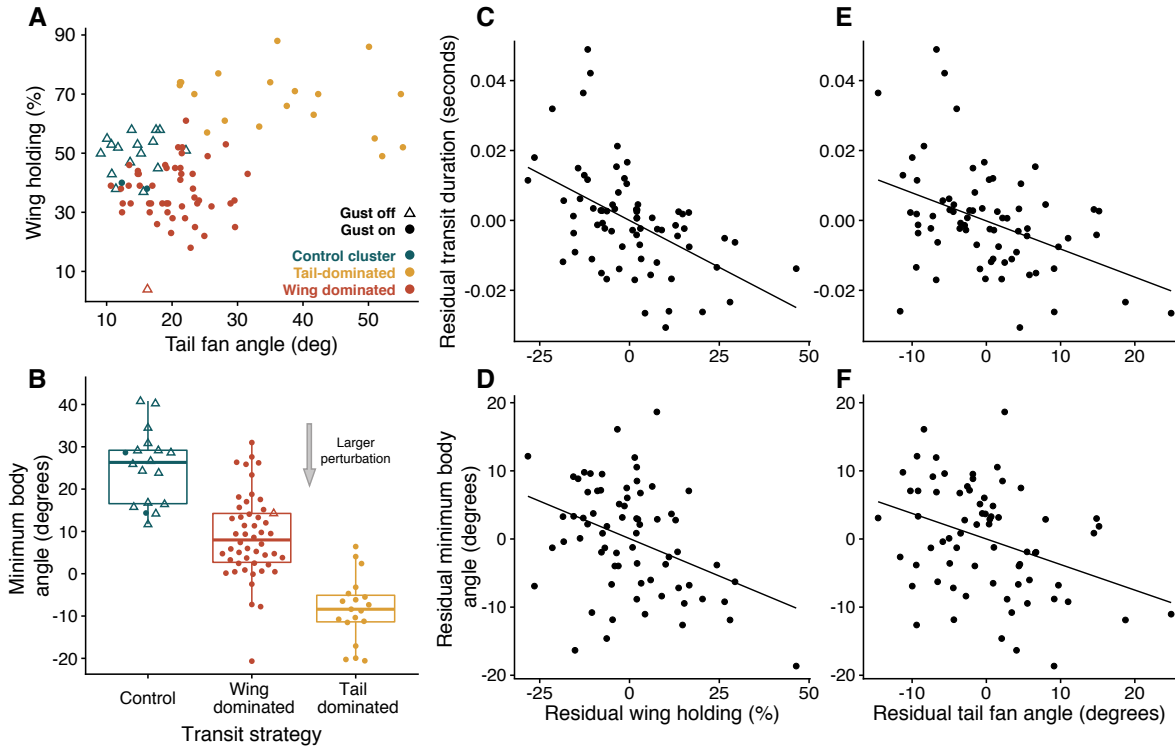 A
90
70
50
30
10
Wing holding (%)
Gust off
Gust on
Control cluster
Tail-dominated
Wing dominated
10
20
30
40
50
Tail fan angle (deg)
B
40
30
20
10
0
-10
-20
Minimum body
angle (degrees)
Larger
perturbation
Control
Wing
dominated
Tail
dominated
Transit strategy
C
0.04
0.02
0.00
-0.02
Residual transit duration (seconds)
-25
0
25
50
D
20
10
0
-10
-20
Residual minimum body
angle (degrees)
-25
0
25
50
Residual wing holding (%)
E
0.04
0.02
0.00
-0.02
-10
0
10
20
F
20
10
0
-10
-20
-10
0
10
20
Residual tail fan angle (degrees)